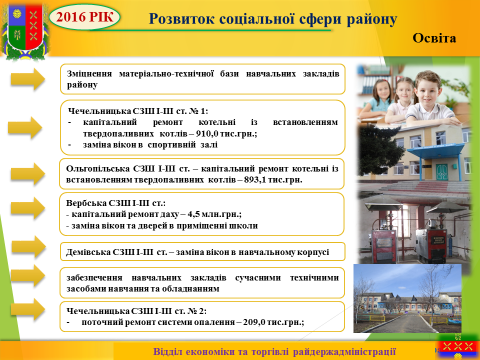 2016 РІК
Розвиток соціальної сфери району
Освіта
Зміцнення матеріально-технічної бази навчальних закладів
району
Чечельницька СЗШ І-ІІІ ст. № 1:
- капітальний ремонт котельні із встановленням
твердопаливних котлів – 910,0 тис.грн.;
- заміна вікон в спортивній залі
Ольгопільська СЗШ І-ІІІ ст. – капітальний ремонт котельні із
встановленням твердопаливних котлів – 893,1 тис.грн.
Вербська СЗШ І-ІІІ ст.:
- капітальний ремонт даху – 4,5 млн.грн.;
- заміна вікон та дверей в приміщенні школи
Демівська СЗШ І-ІІІ ст. – заміна вікон в навчальному корпусі
забезпечення навчальних закладів сучасними технічними
засобами навчання та обладнанням
Чечельницька СЗШ І-ІІІ ст. № 2:
- поточний ремонт системи опалення – 209,0 тис.грн.;
Відділ економіки та торгівлі райдержадміністрації